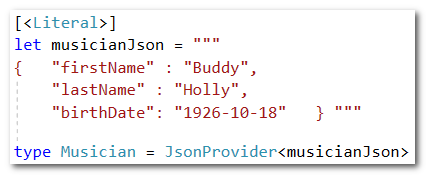 [<Literal>]
let musicianJson = """
{   "firstName" : "Buddy",
    "lastName" : "Holly",
    "birthDate": "1926-10-18"   } """
type Musician = JsonProvider<musicianJson>